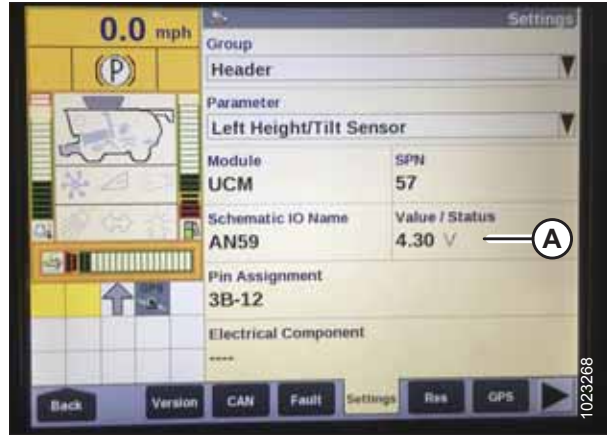 0.0 mph
Settings
(P)
Group
Header
Parameter
Left Height/Tilt Sensor
Module
SPN
UCM
57
Schematic IO Name
Value / Status
AN59
4.30 V
A
Pin Assignment
3B-12
Electrical Component
----
GPS
Back
Version
CAN
Fault
Settings
Res
GPS
1023268